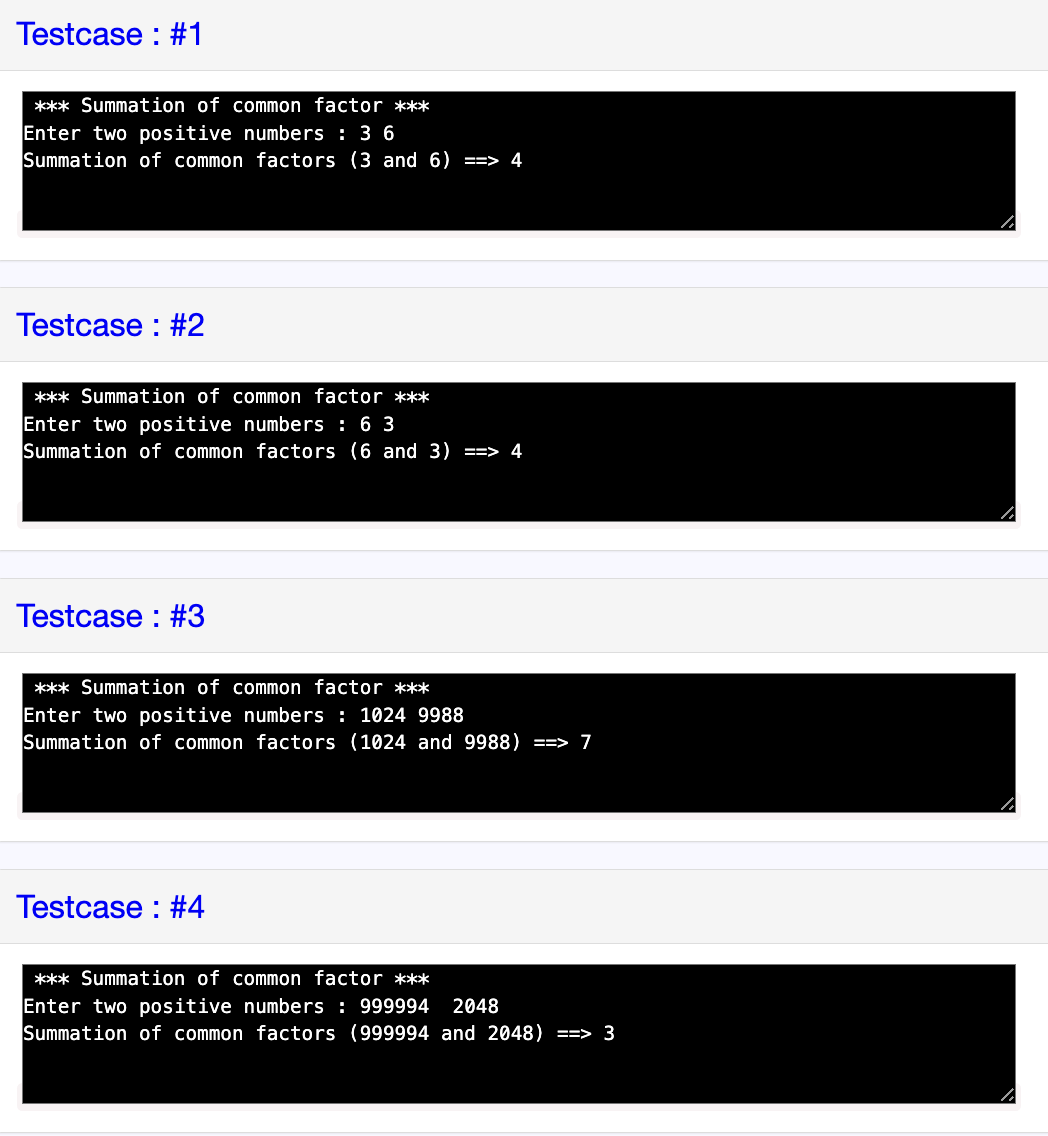 Testcase : #1
 *** Summation of common factor ***
Enter two positive numbers : 3 6
Summation of common factors (3 and 6) ==> 4
Testcase : #2
 *** Summation of common factor ***
Enter two positive numbers : 6 3
Summation of common factors (6 and 3) ==> 4
Testcase : #3
 *** Summation of common factor ***
Enter two positive numbers : 1024 9988
Summation of common factors (1024 and 9988) ==> 7
Testcase : #4
 *** Summation of common factor ***
Enter two positive numbers : 999994  2048
Summation of common factors (999994 and 2048) ==> 3